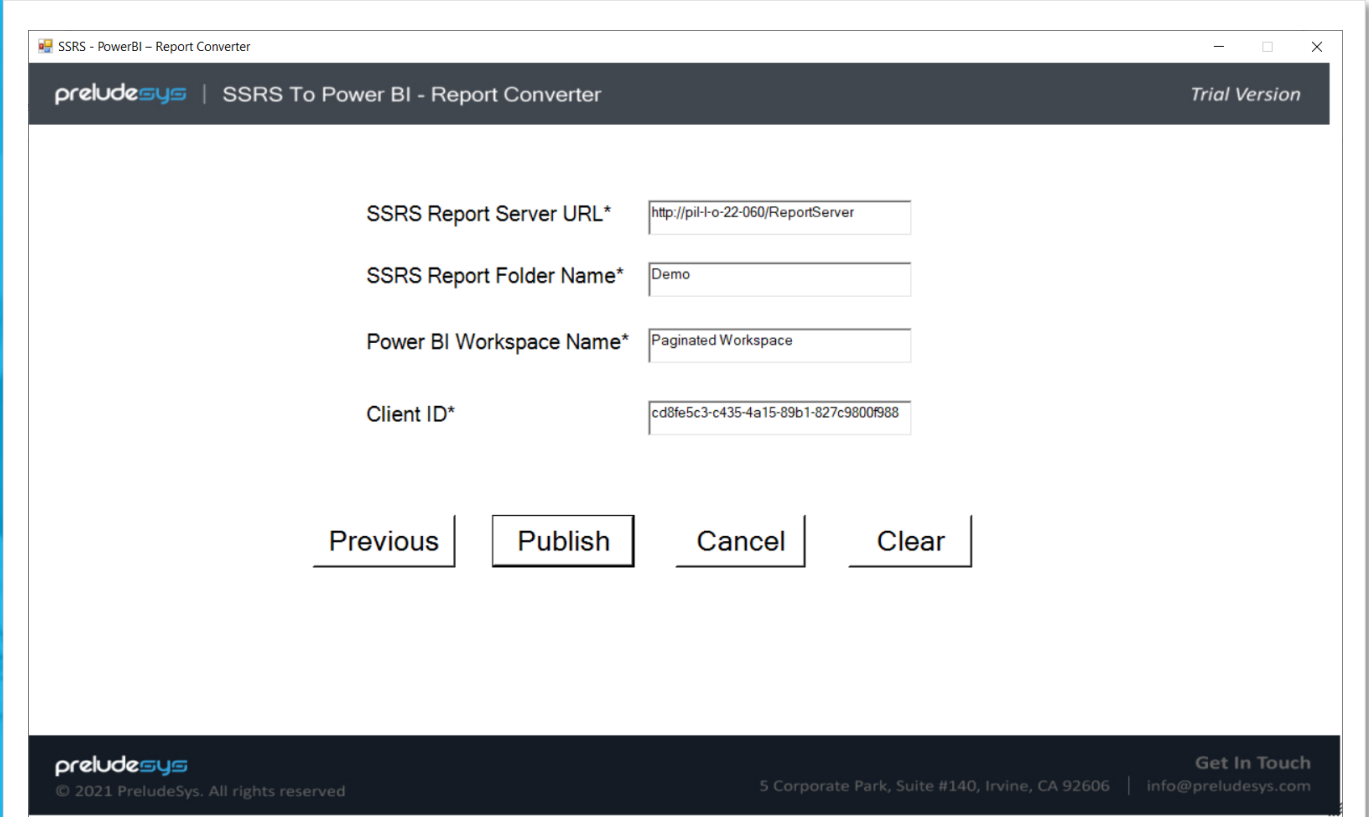 SSRS - PowerBI – Report Converter
preludesys | SSRS To Power BI - Report Converter Trial Version
SSRS Report Server URL* http://pil-l-o-22-060/ReportServer
SSRS Report Folder Name* Demo
Power BI Workspace Name* Paginated Workspace
Client ID* cd8fe5c3-c435-4a15-89b1-827c9800f988
Previous Publish Cancel Clear
preludesys Get In Touch
© 2021 PreludeSys. All rights reserved 5 Corporate Park, Suite #140, Irvine, CA 92606 | info@preludesys.com